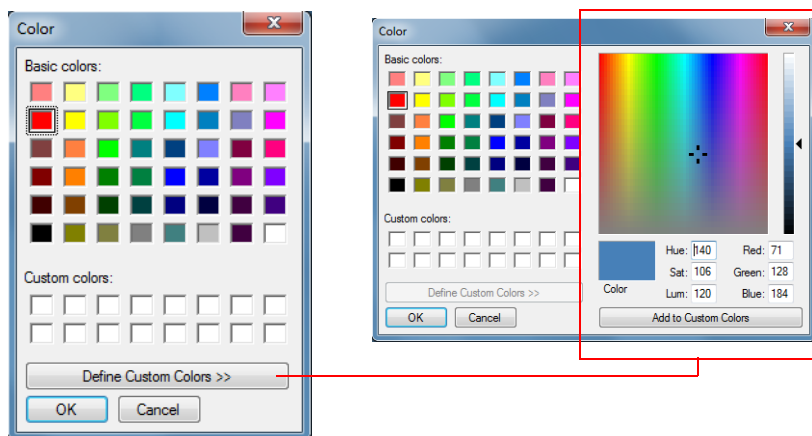 Color
Basic colors:
Custom colors:
Define Custom Colors >>
OK Cancel
Color
Basic colors:
Custom colors:
Define Custom Colors >>
OK Cancel
Color
Hue: 140 Red: 71
Sat: 106 Green: 128
Lum: 120 Blue: 184
Add to Custom Colors